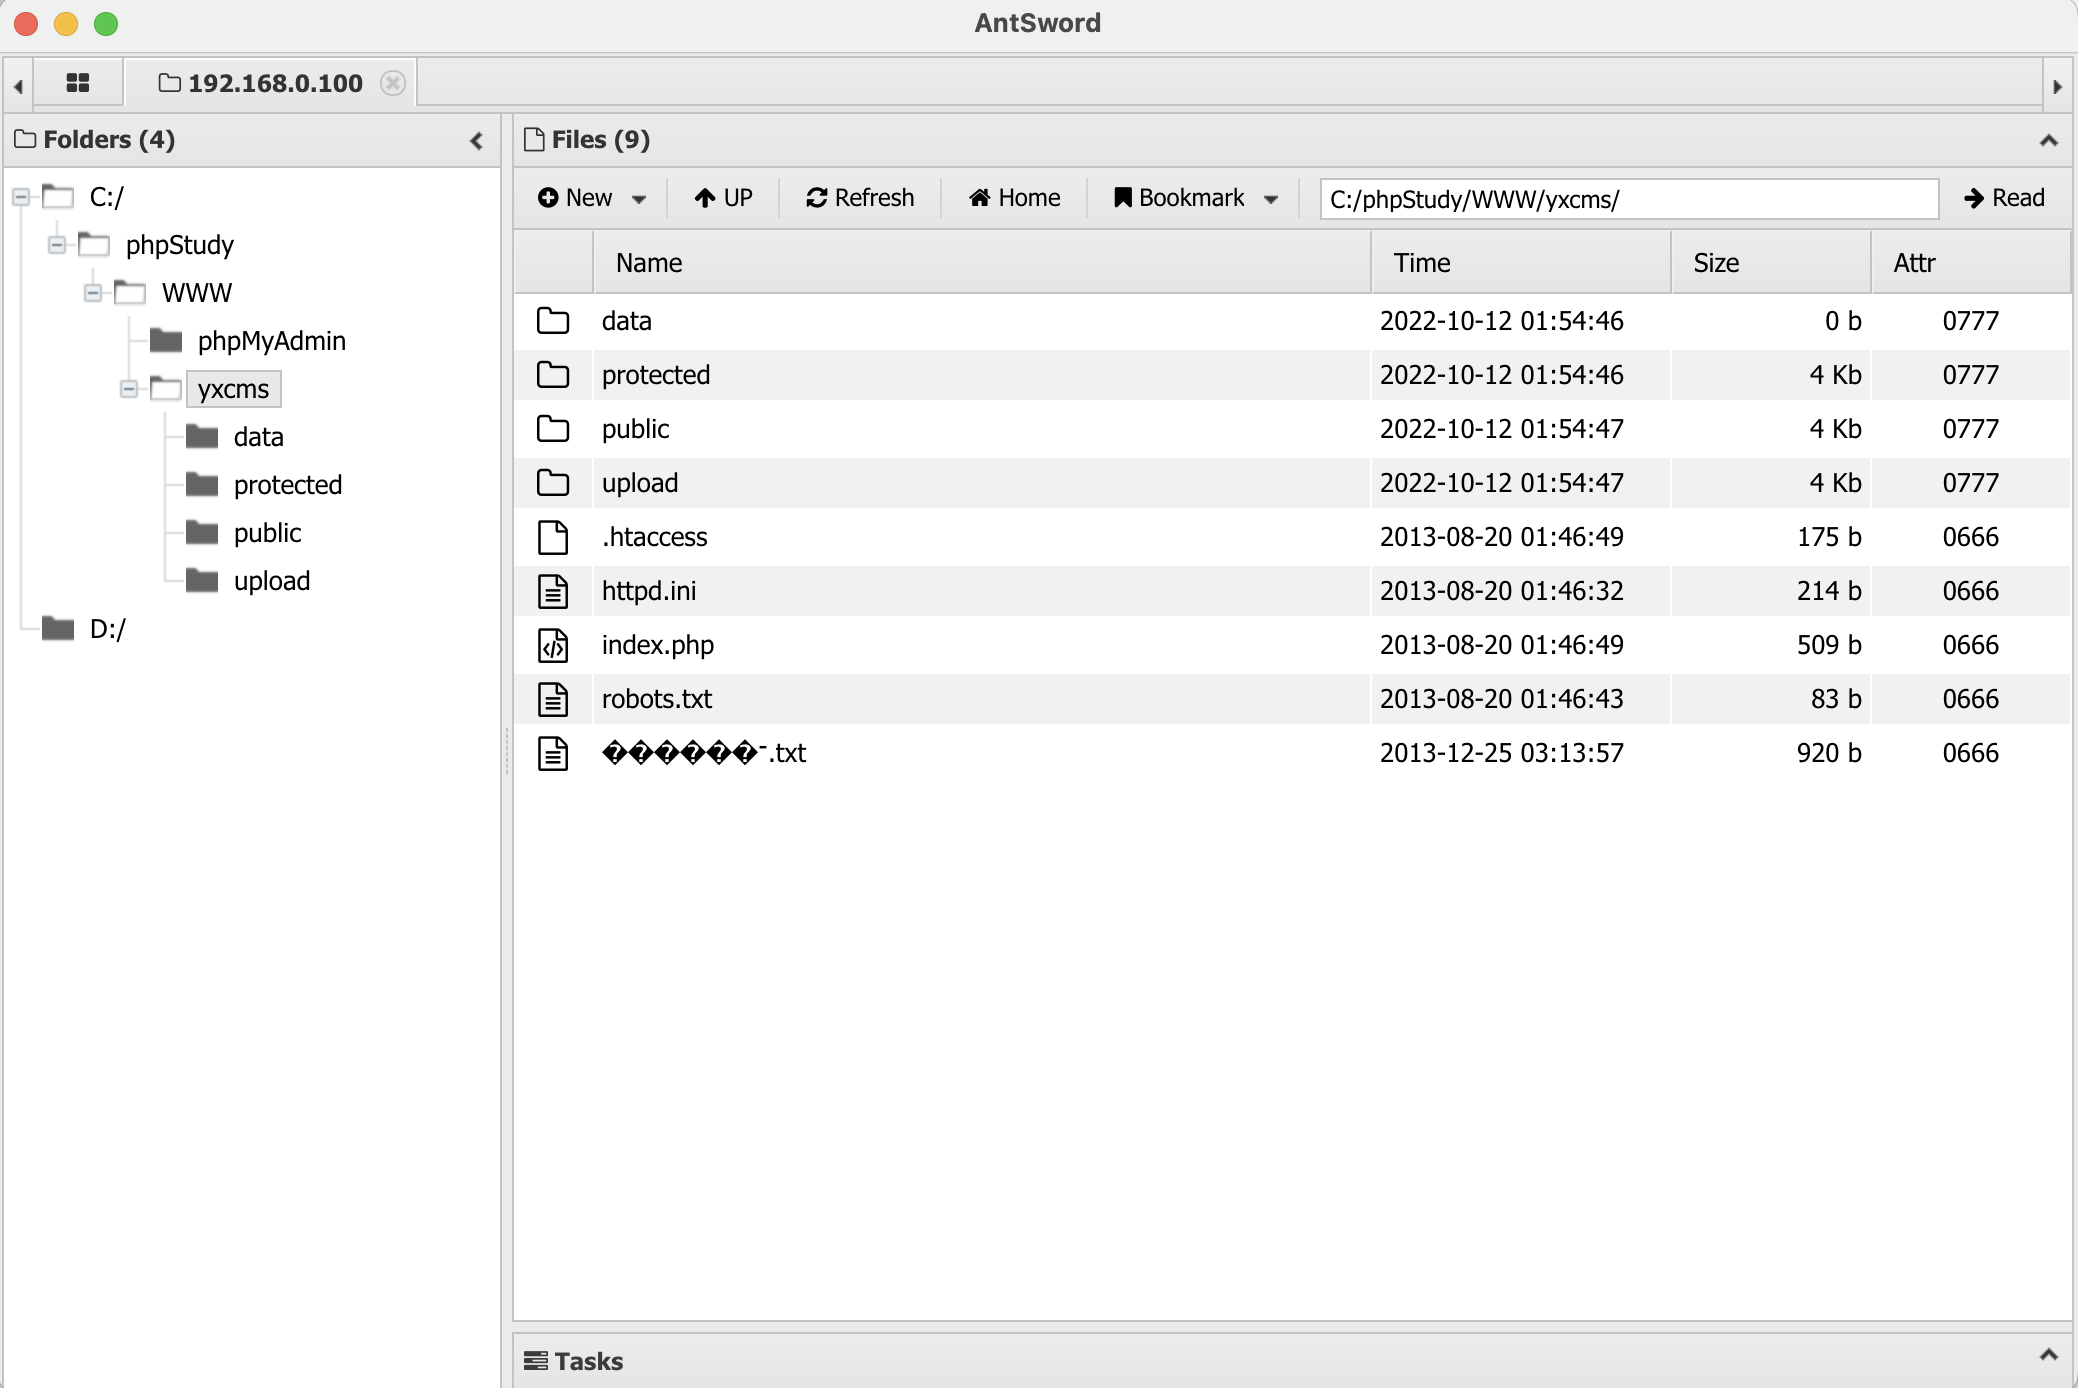 AntSword
192.168.0.100
Folders (4)
C:/
phpStudy
WWW
phpMyAdmin
yxcms
data
protected
public
upload
D:/
Files (9)
New UP Refresh Home Bookmark C:/phpStudy/WWW/yxcms/ Read
Name Time Size Attr
data 2022-10-12 01:54:46 0 b 0777
protected 2022-10-12 01:54:46 4 Kb 0777
public 2022-10-12 01:54:47 4 Kb 0777
upload 2022-10-12 01:54:47 4 Kb 0777
.htaccess 2013-08-20 01:46:49 175 b 0666
httpd.ini 2013-08-20 01:46:32 214 b 0666
index.php 2013-08-20 01:46:49 509 b 0666
robots.txt 2013-08-20 01:46:43 83 b 0666
������ˉ.txt 2013-12-25 03:13:57 920 b 0666
Tasks